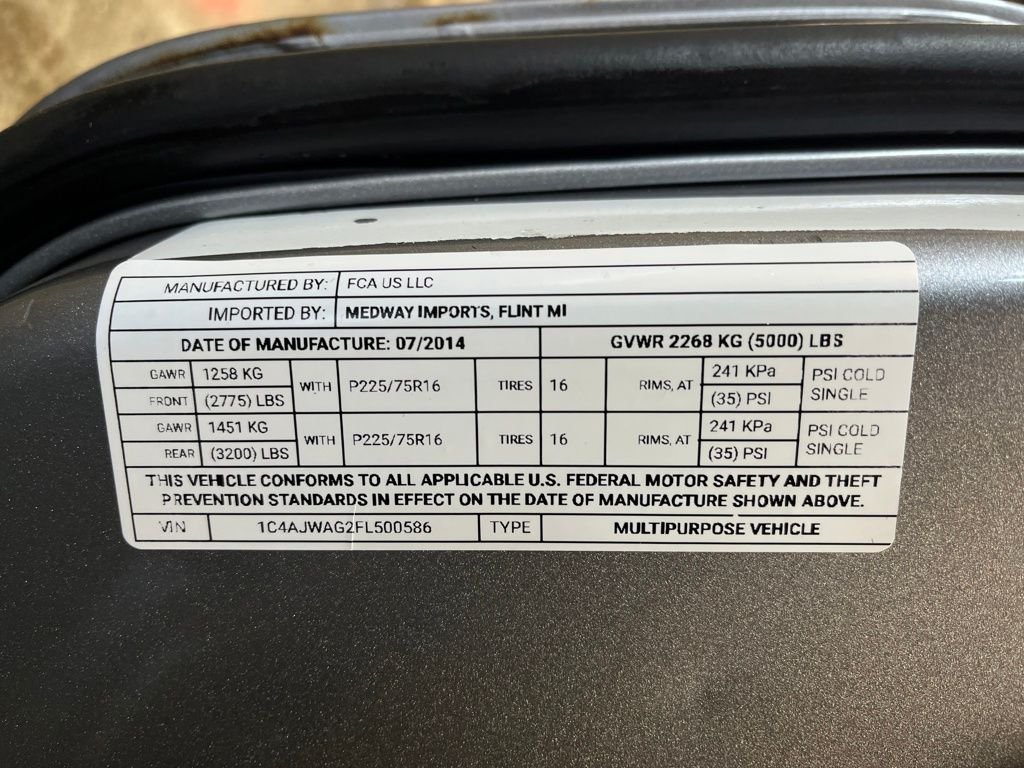 MANUFACTURED BY: FCA US LLC
IMPORTED BY: MEDWAY IMPORTS, FLINT MI
DATE OF MANUFACTURE: 07/2014 GVWR 2268 KG (5000) LBS
GAWR 1258 KG WITH P225/75R16 TIRES 16 RIMS, AT 241 KPa PSI COLD
FRONT (2775) LBS (35) PSI SINGLE
GAWR 1451 KG WITH P225/75R16 TIRES 16 RIMS, AT 241 KPa PSI COLD
REAR (3200) LBS (35) PSI SINGLE
THIS VEHICLE CONFORMS TO ALL APPLICABLE U.S. FEDERAL MOTOR SAFETY AND THEFT
PREVENTION STANDARDS IN EFFECT ON THE DATE OF MANUFACTURE SHOWN ABOVE.
VIN 1C4AJWAG2FL500586 TYPE MULTIPURPOSE VEHICLE